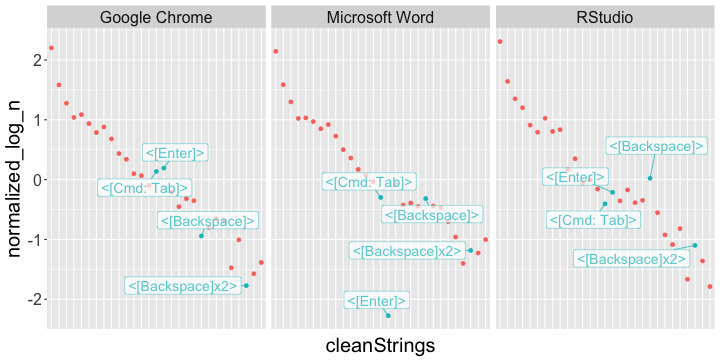 Google Chrome
Microsoft Word
RStudio
normalized_log_n
2
1
0
-1
-2
<[Enter]>
<[Cmd: Tab]>
<[Backspace]>
<[Backspace]x2>
<[Cmd: Tab]>
<[Backspace]>
<[Backspace]x2>
<[Enter]>
<[Backspace]>
<[Enter]>
<[Cmd: Tab]>
<[Backspace]x2>
cleanStrings